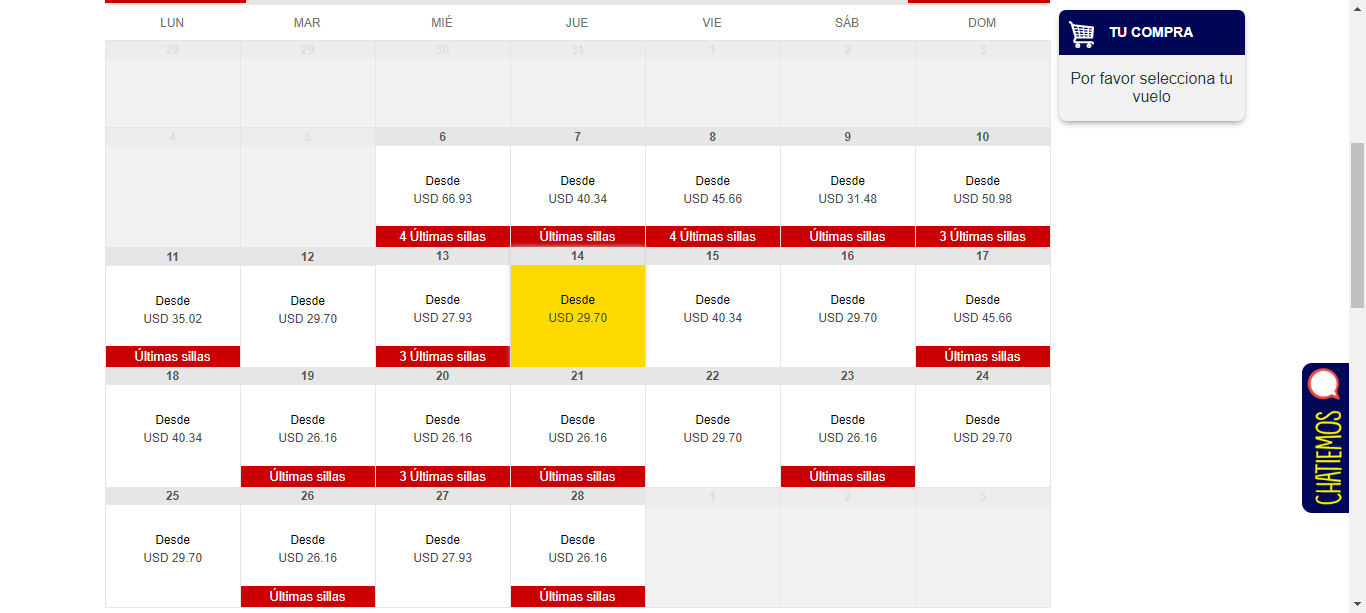 LUN MAR MIÉ JUE VIE SÁB DOM
TU COMPRA
Por favor selecciona tu
vuelo
28 29 30 31 1 2 3
4 5 6 7 8 9 10
Desde Desde Desde Desde Desde
USD 66.93 USD 40.34 USD 45.66 USD 31.48 USD 50.98
4 Últimas sillas Últimas sillas 4 Últimas sillas Últimas sillas 3 Últimas sillas
11 12 13 14 15 16 17
Desde Desde Desde Desde Desde Desde Desde
USD 35.02 USD 29.70 USD 27.93 USD 29.70 USD 40.34 USD 29.70 USD 45.66
Últimas sillas 3 Últimas sillas Últimas sillas
18 19 20 21 22 23 24
Desde Desde Desde Desde Desde Desde Desde
USD 40.34 USD 26.16 USD 26.16 USD 26.16 USD 29.70 USD 26.16 USD 29.70
Últimas sillas 3 Últimas sillas Últimas sillas Últimas sillas
25 26 27 28 1 2 3
Desde Desde Desde Desde
USD 29.70 USD 26.16 USD 27.93 USD 26.16
Últimas sillas Últimas sillas
CHATIEMOS